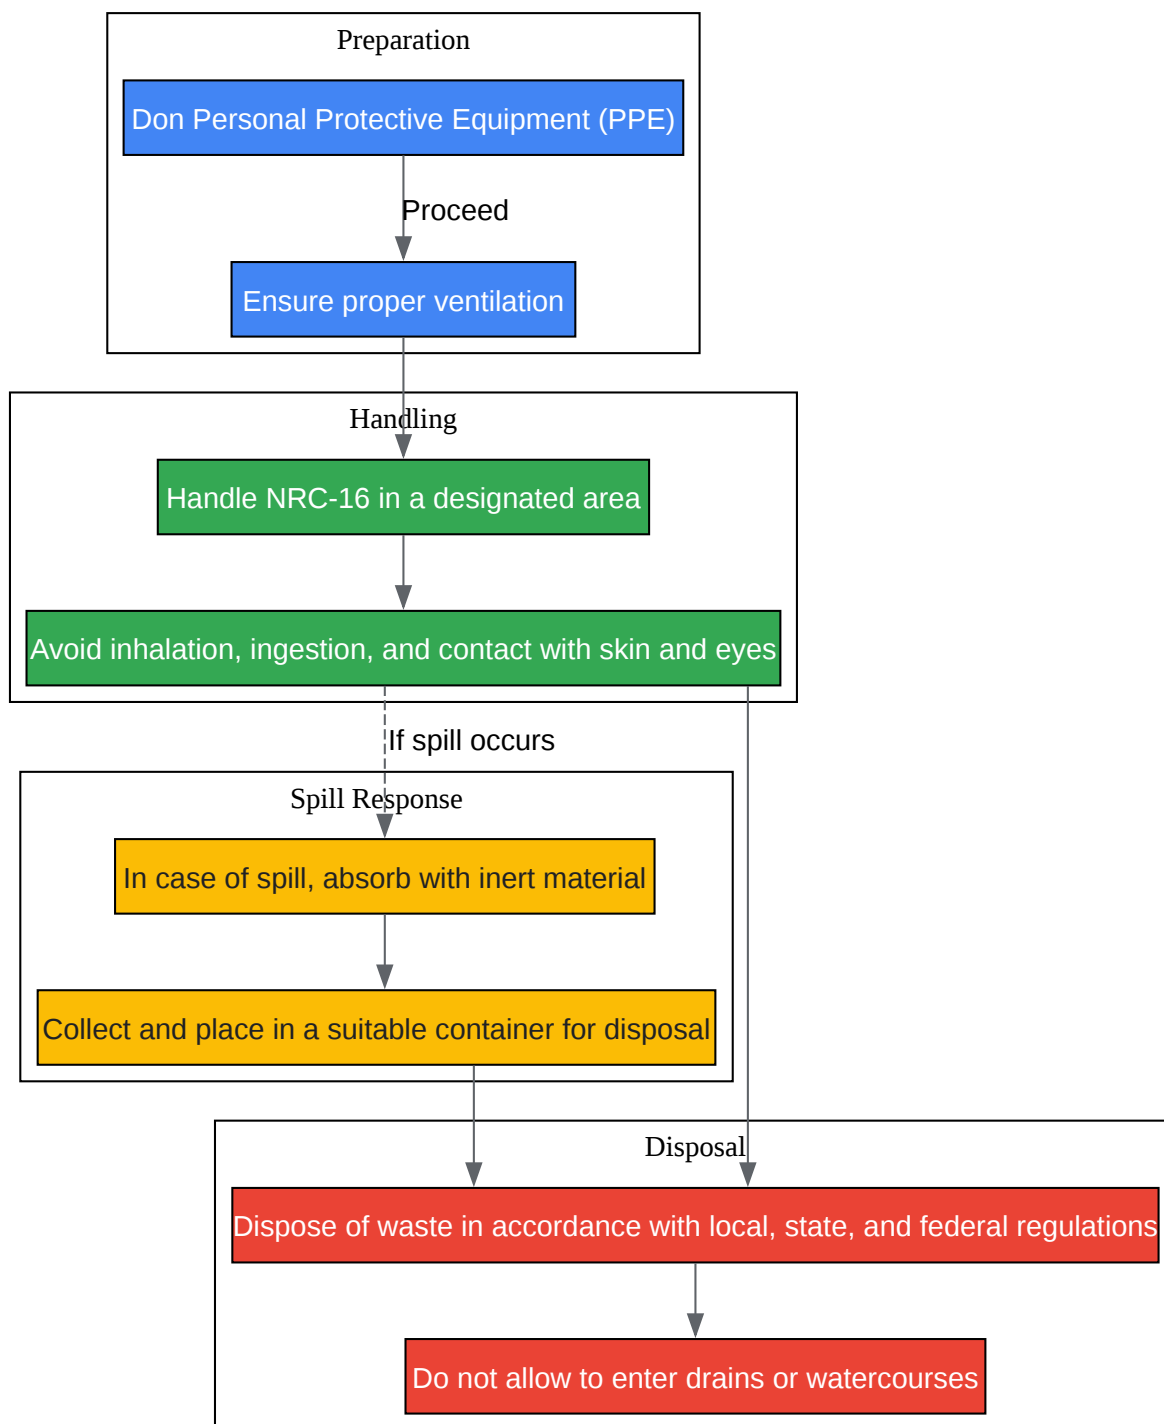 Preparation
Don Personal Protective Equipment (PPE)
Proceed
Ensure proper ventilation
Handling
Handle NRC-16 in a designated area
Avoid inhalation, ingestion, and contact with skin and eyes
If spill occurs
Spill Response
In case of spill, absorb with inert material
Collect and place in a suitable container for disposal
Disposal
Dispose of waste in accordance with local, state, and federal regulations
Do not allow to enter drains or watercourses